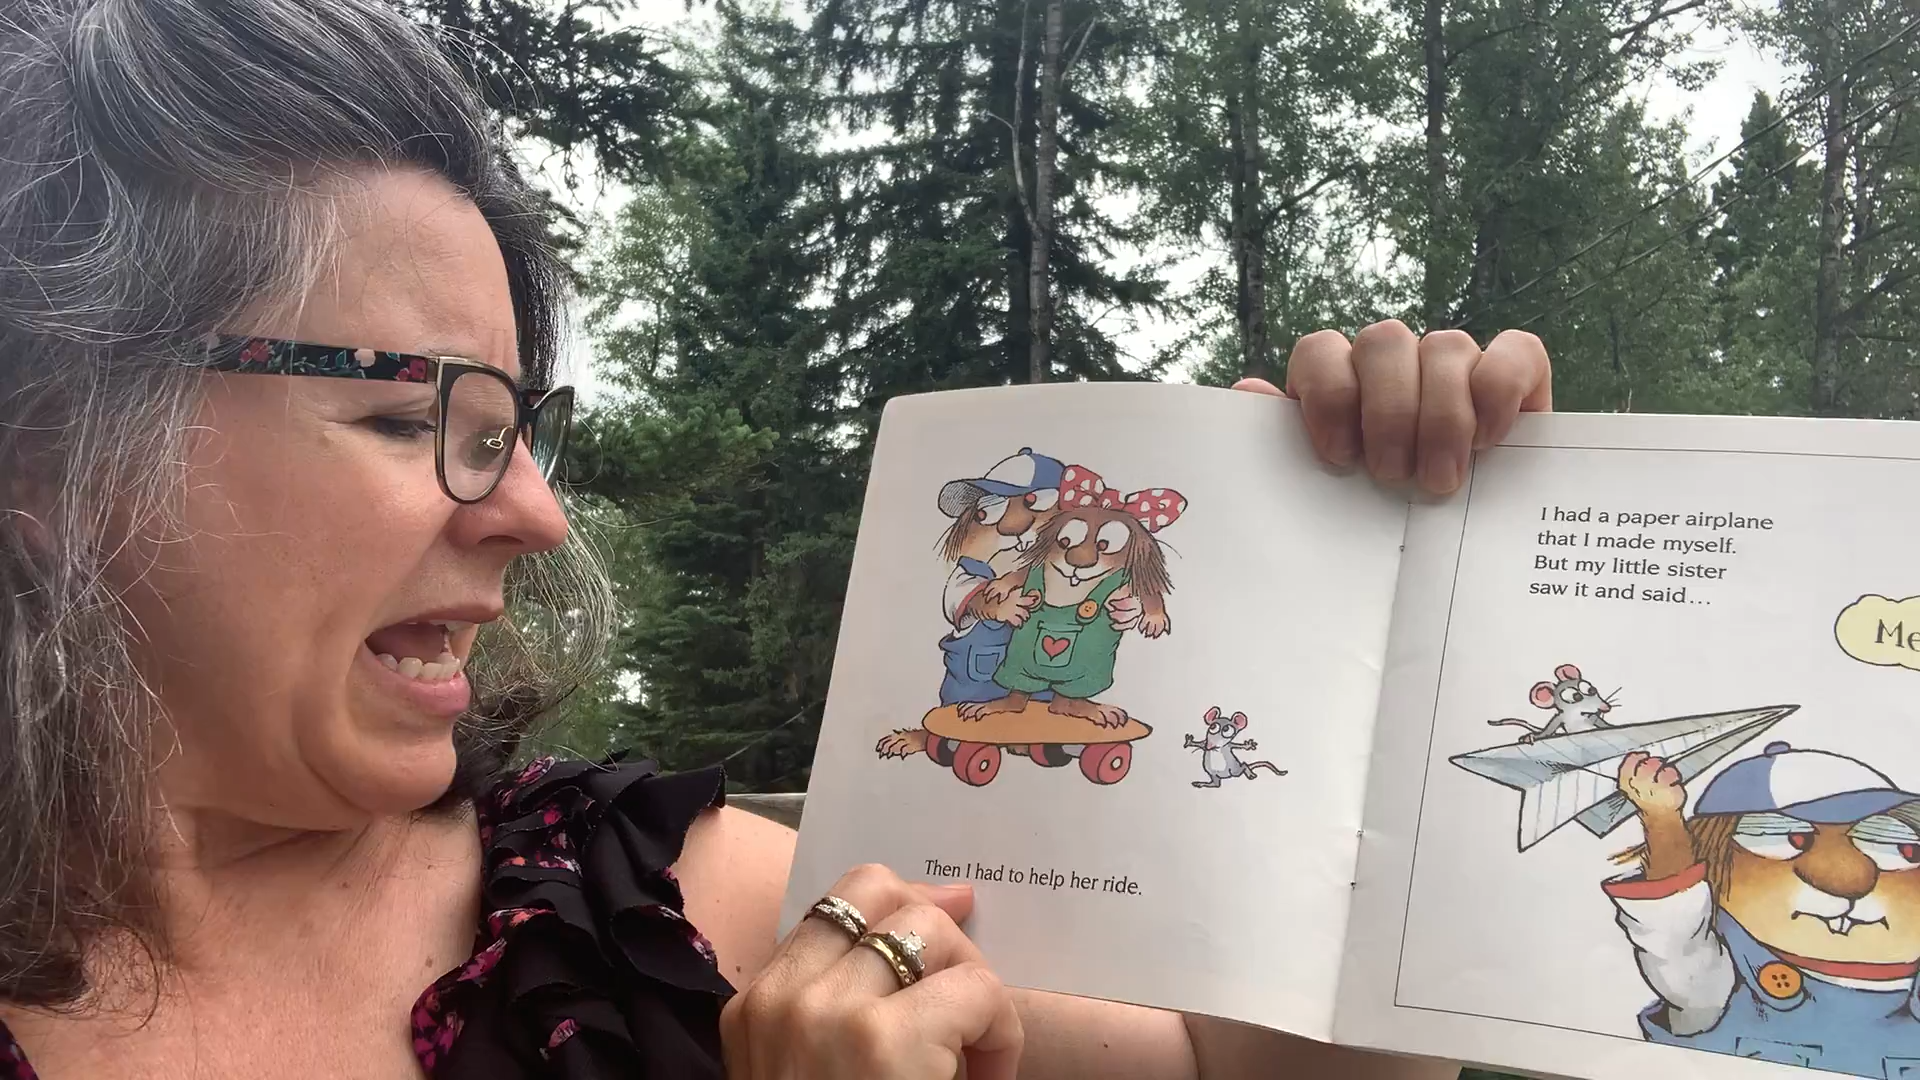 Then I had to help her ride.
I had a paper airplane
that I made myself.
But my little sister
saw it and said...
Me